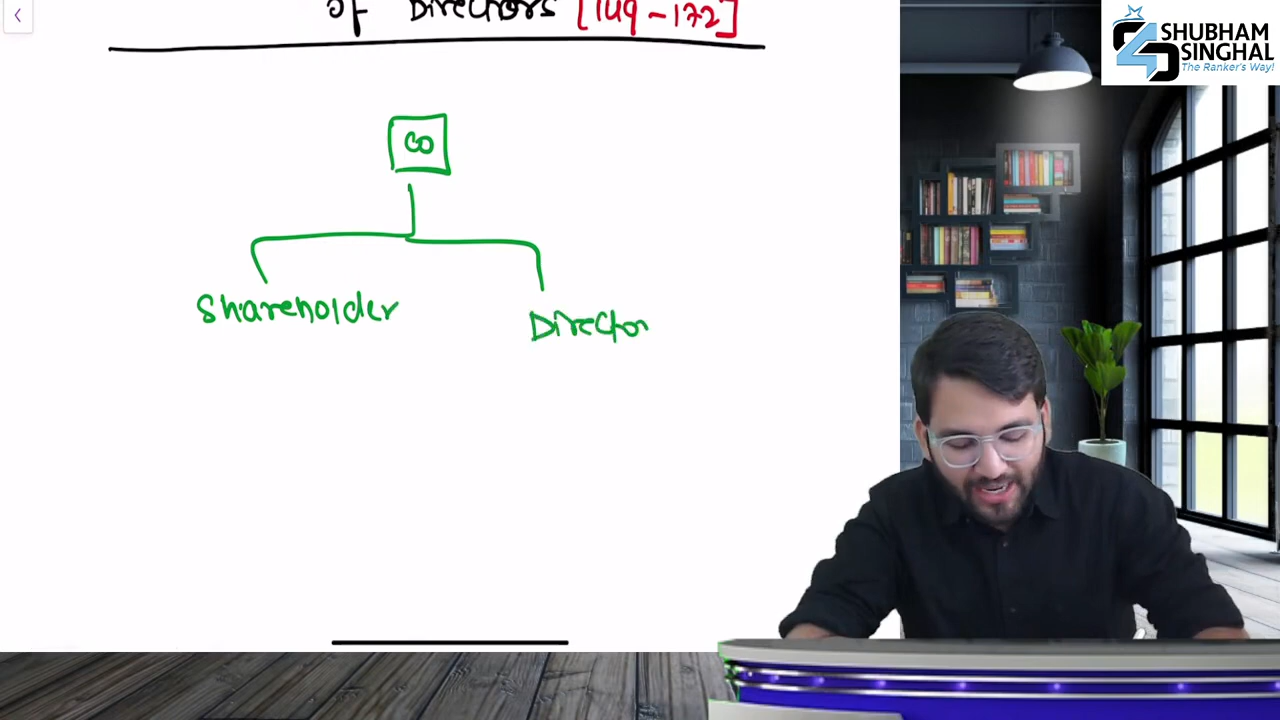 of Directors [149-172]
CO
Shareholder
Director
SHUBHAM
SINGHAL
The Ranker's Way!